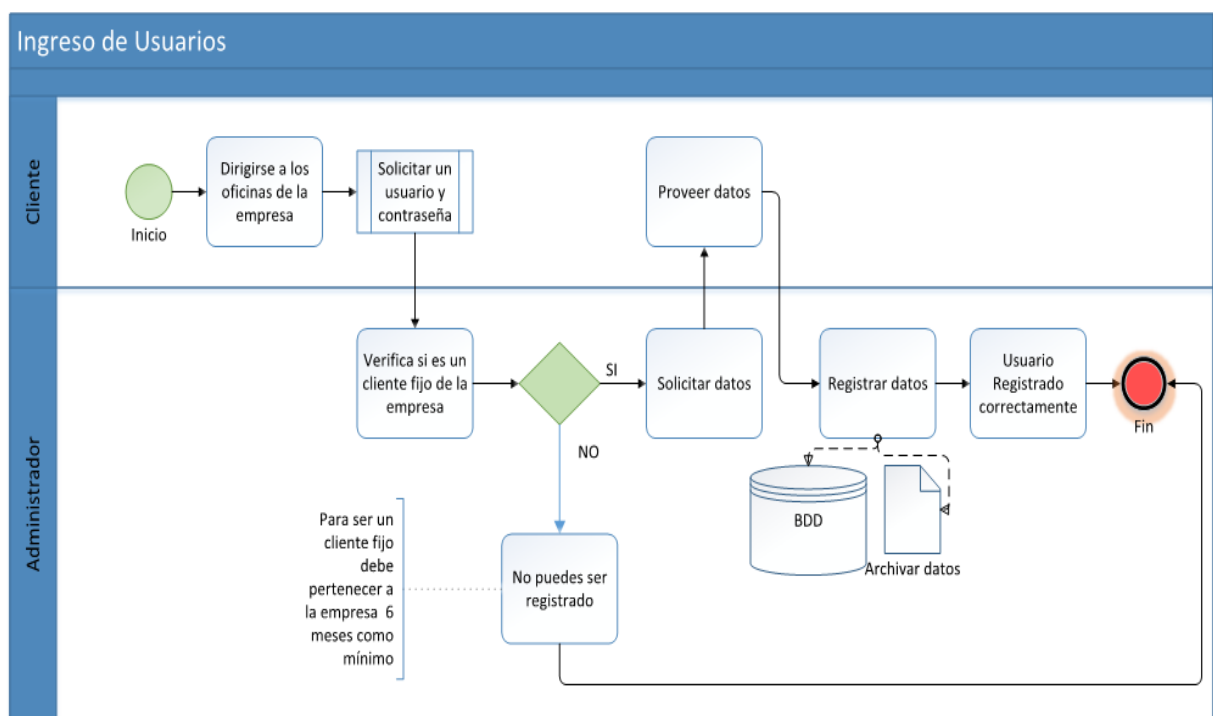 Ingreso de Usuarios
Cliente
Inicio
Dirigirse a los
oficinas de la
empresa
Solicitar un
usuario y
contraseña
Proveer datos
Administrador
Verifica si es un
cliente fijo de la
empresa
SI
NO
Solicitar datos
Registrar datos
Usuario
Registrado
correctamente
Fin
BDD
Archivar datos
Para ser un
cliente fijo
debe
pertenecer a
la empresa 6
meses como
mínimo
No puedes ser
registrado